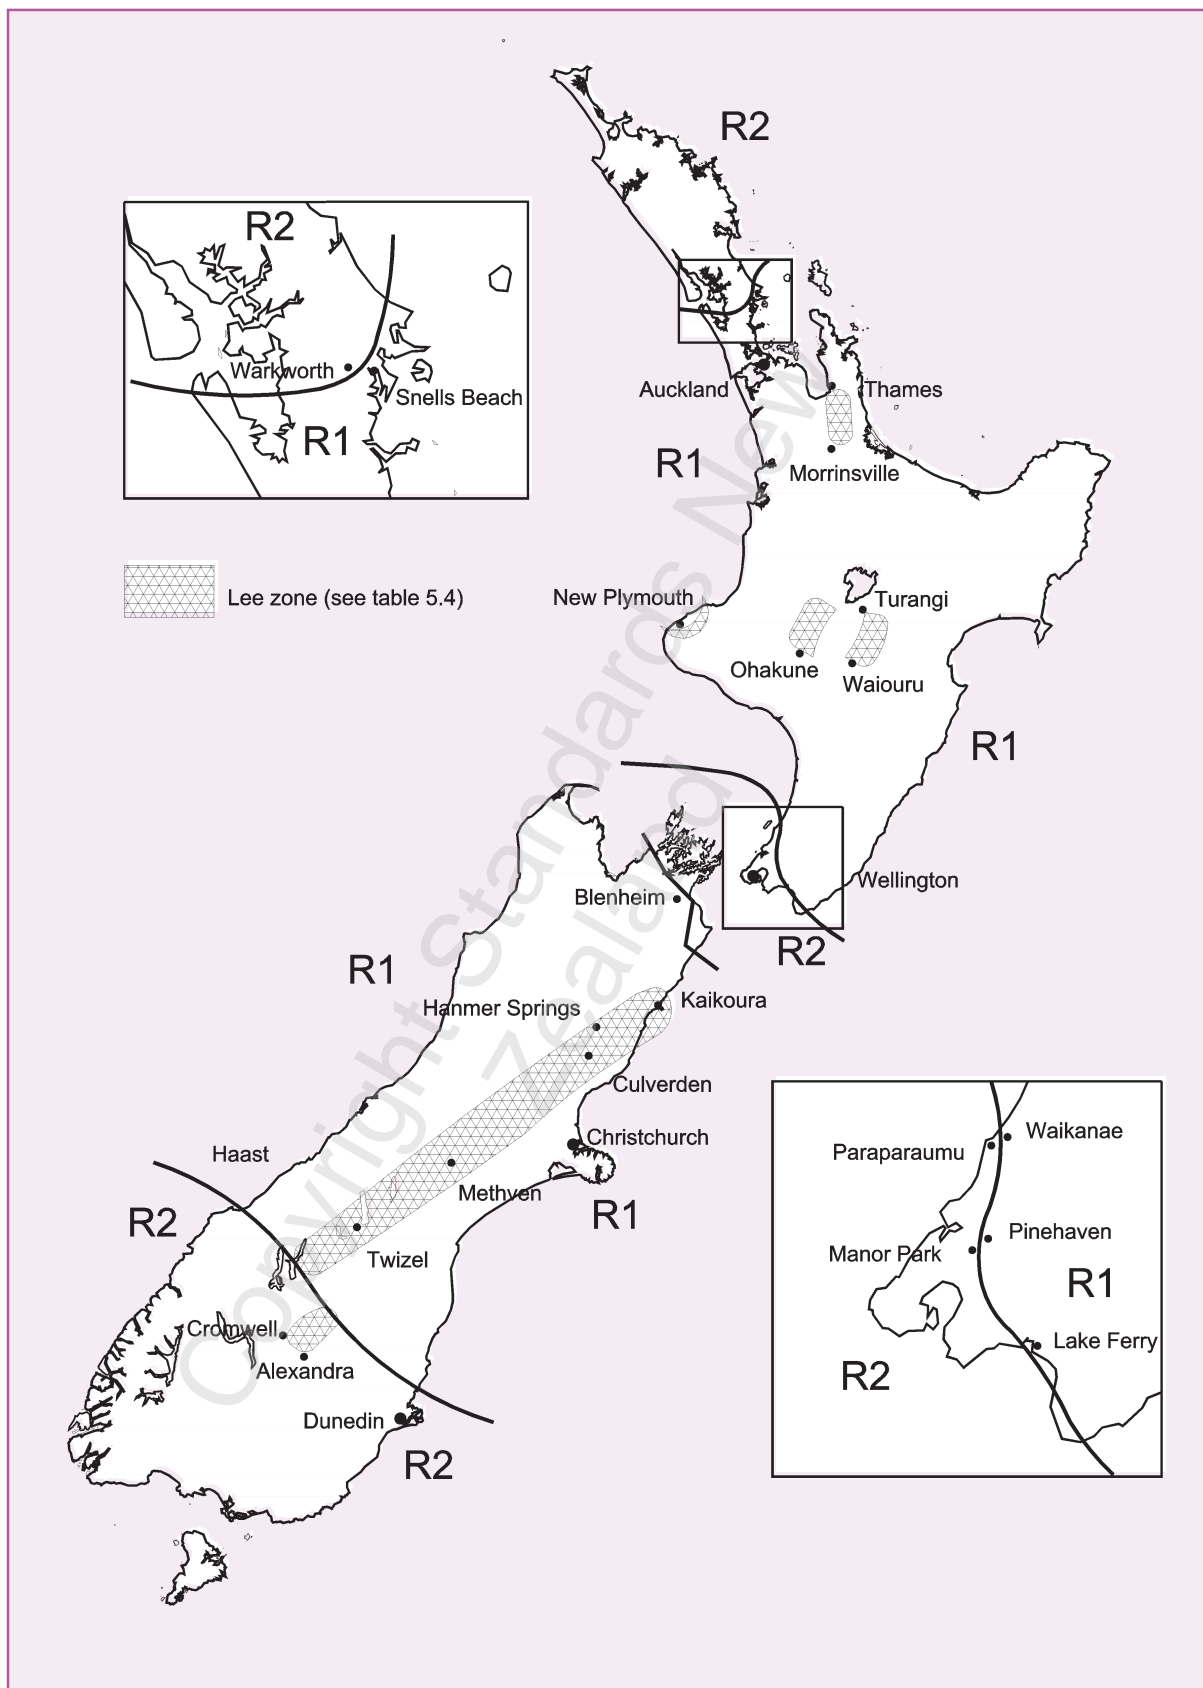 R2
R2
Warkworth
Snells Beach
R1
Auckland
Thames
R1
Morrinsville
Lee zone (see table 5.4)
New Plymouth
Turangi
Ohakune
Waiouru
R1
Blenheim
Wellington
R2
R1
Hanmer Springs
Kaikoura
Culverden
Christchurch
Haast
Methven
R2
R1
Twizel
Cromwell
Alexandra
Dunedin
R2
Waikanae
Paraparaumu
Pinehaven
Manor Park
R1
Lake Ferry
R2
Copyright Standards New
Zealand